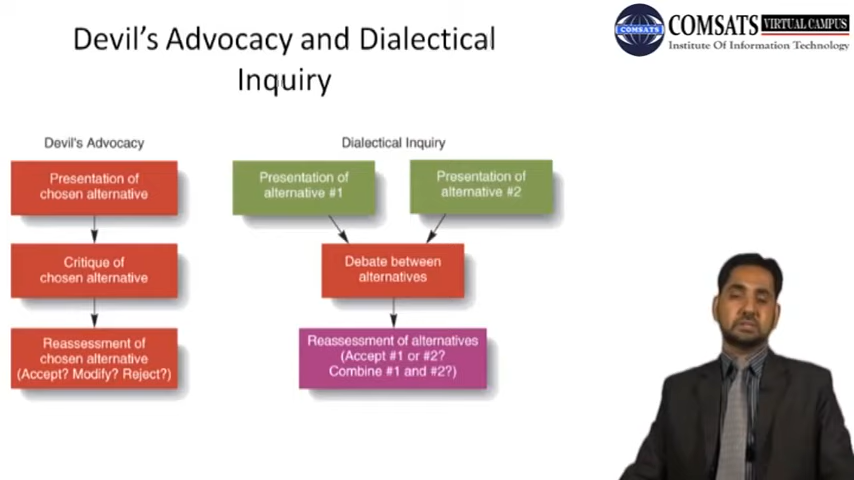 Devil's Advocacy and Dialectical
Inquiry
COMSATS
COMSATS VIRTUAL CAMPUS
Institute Of Information Technology
Devil's Advocacy
Presentation of
chosen alternative
Critique of
chosen alternative
Reassessment of
chosen alternative
(Accept? Modify? Reject?)
Dialectical Inquiry
Presentation of
alternative #1
Presentation of
alternative #2
Debate between
alternatives
Reassessment of alternatives
(Accept #1 or #2?
Combine #1 and #2?)